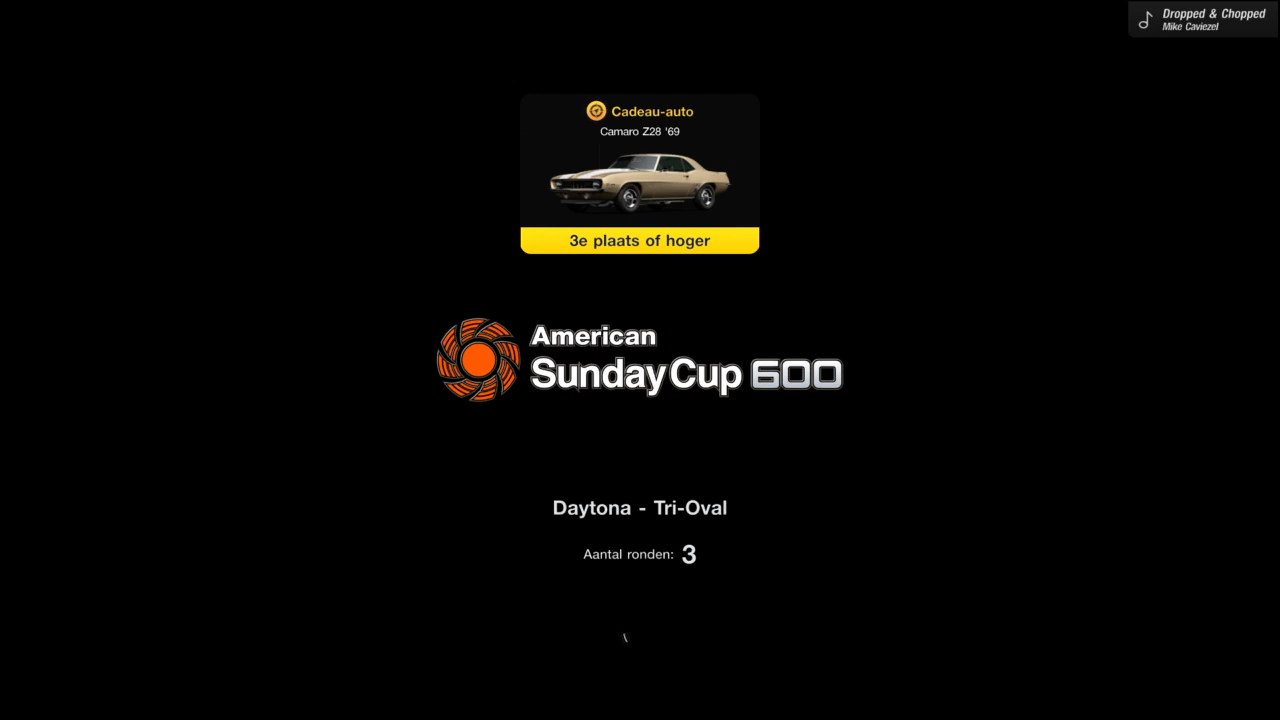 Dropped & Chopped
Mike Caviezel
Cadeau-auto
Camaro Z28 '69
3e plaats of hoger
American
Sunday Cup 600
Daytona - Tri-Oval
Aantal ronden: 3